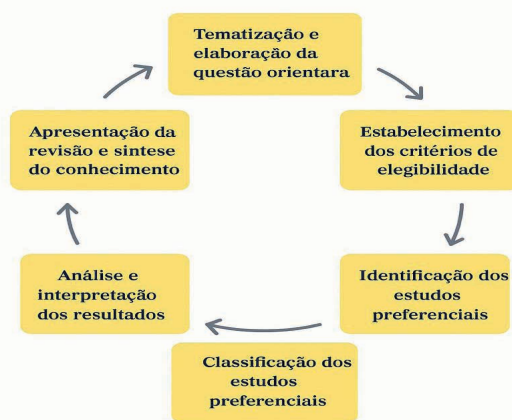 Tematização e
elaboração da
questão orientara
Estabelecimento
dos critérios de
elegibilidade
Identificação dos
estudos
preferenciais
Classificação dos
estudos
preferenciais
Análise e
interpretação
dos resultados
Apresentação da
revisão e sintese
do conhecimento